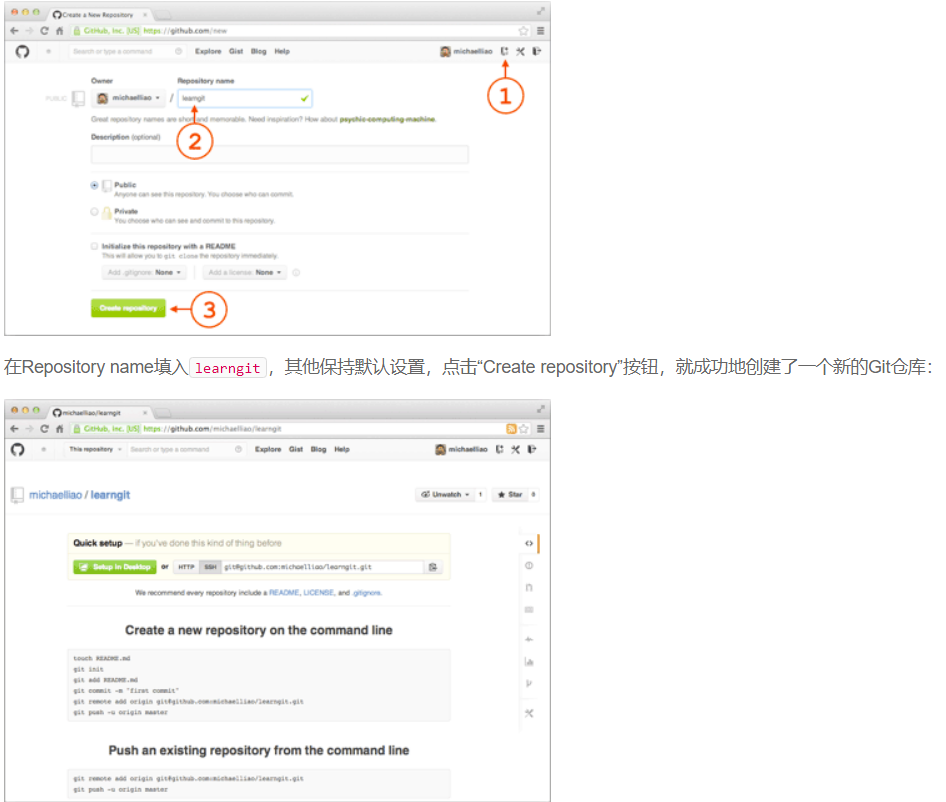 Create a New Repository
GitHub, Inc. [US] https://github.com/new
Search or type a command Explore Gist Blog Help michaelliao
1
Owner Repository name
PUBLIC michaelliao / learngit
Great repository names are short and memorable. Need inspiration? How about psychic-computing-machine.
2
Description (optional)
Public
Anyone can see this repository. You choose who can commit.
Private
You choose who can see and commit to this repository.
Initialize this repository with a README
This will allow you to git clone the repository immediately.
Add .gitignore: None Add a license: None
Create repository
3
在Repository name填入learngit，其他保持默认设置，点击“Create repository”按钮，就成功地创建了一个新的Git仓库：
michaelliao/learngit
GitHub, Inc. [US] https://github.com/michaelliao/learngit
This repository Search or type a command Explore Gist Blog Help michaelliao
michaelliao / learngit Unwatch 1 Star 0
Quick setup — if you've done this kind of thing before
Setup in Desktop or HTTP SSH git@github.com:michaelliao/learngit.git
We recommend every repository include a README, LICENSE, and .gitignore.
Create a new repository on the command line
touch README.md
git init
git add README.md
git commit -m "first commit"
git remote add origin git@github.com:michaelliao/learngit.git
git push -u origin master
Push an existing repository from the command line
git remote add origin git@github.com:michaelliao/learngit.git
git push -u origin master